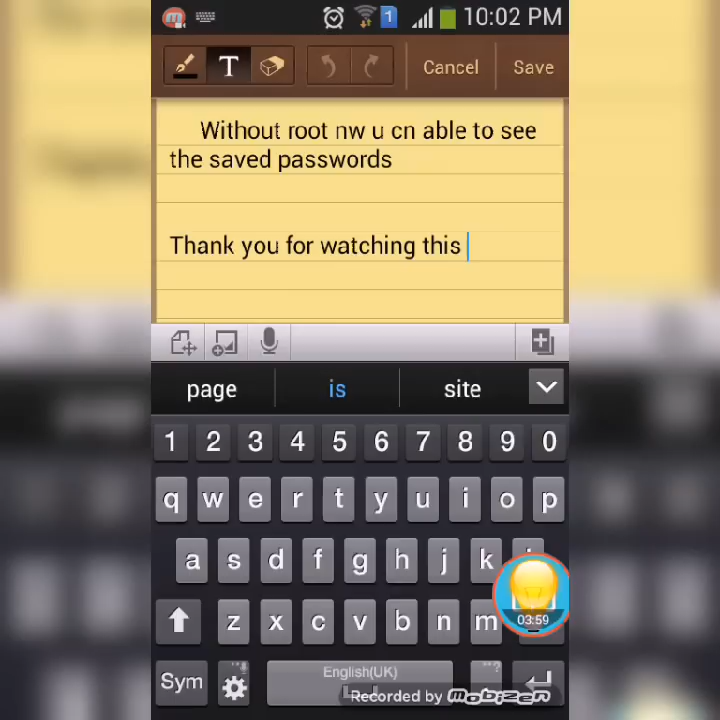 10:02 PM
1
T
Cancel
Save
Without root nw u cn able to see
the saved passwords
Thank you for watching this
page
is
site
1 2 3 4 5 6 7 8 9 0
q w e r t y u i o p
a s d f g h j k
03:59
z x c v b n m
Sym
English(UK)
Recorded by mobizen